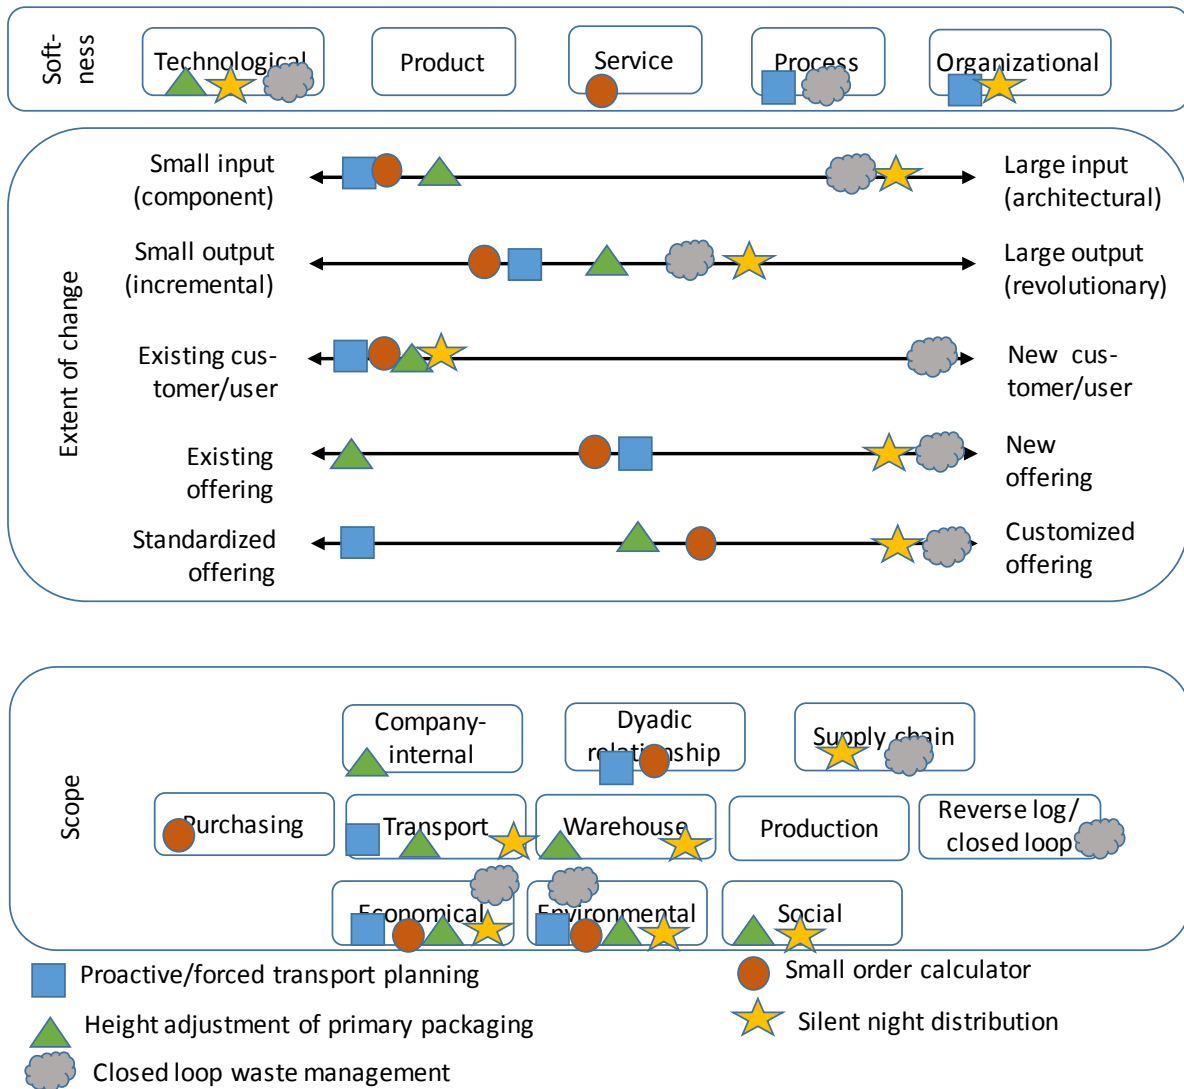 Soft-
ness
Technological
Product
Service
Process
Organizational
Extent of change
Small input
(component)
Large input
(architectural)
Small output
(incremental)
Large output
(revolutionary)
Existing cus-
tomer/user
New cus-
tomer/user
Existing
offering
New
offering
Standardized
offering
Customized
offering
Scope
Company-
internal
Dyadic
relationship
Supply chain
Purchasing
Transport
Warehouse
Production
Reverse log/
closed loop
Economical
Environmental
Social
Proactive/forced transport planning
Small order calculator
Height adjustment of primary packaging
Silent night distribution
Closed loop waste management